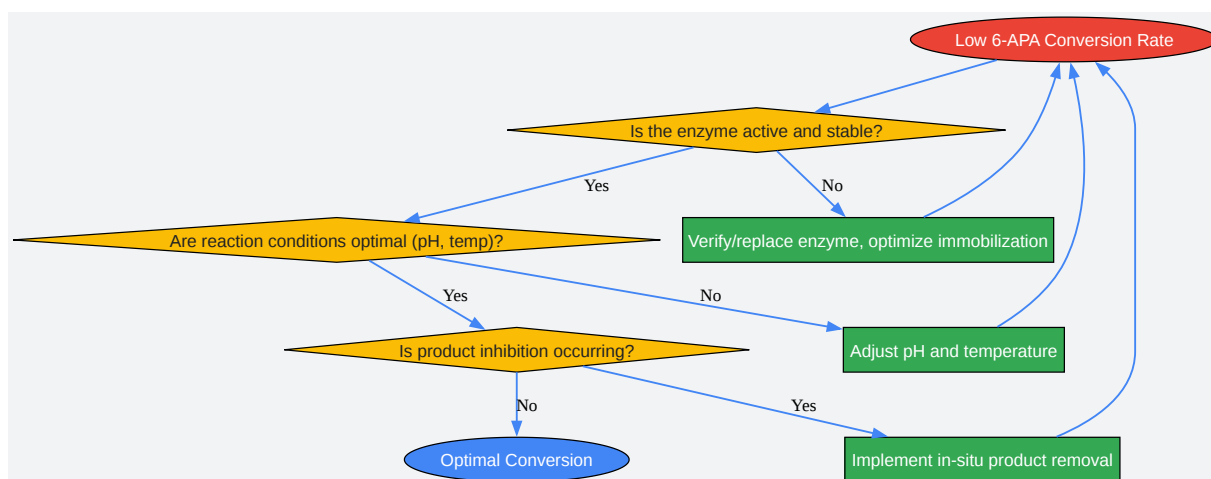 Low 6-APA Conversion Rate
Is the enzyme active and stable?
Yes
No
Are reaction conditions optimal (pH, temp)?
Verify/replace enzyme, optimize immobilization
Yes
No
Is product inhibition occurring?
Adjust pH and temperature
No
Yes
Optimal Conversion
Implement in-situ product removal